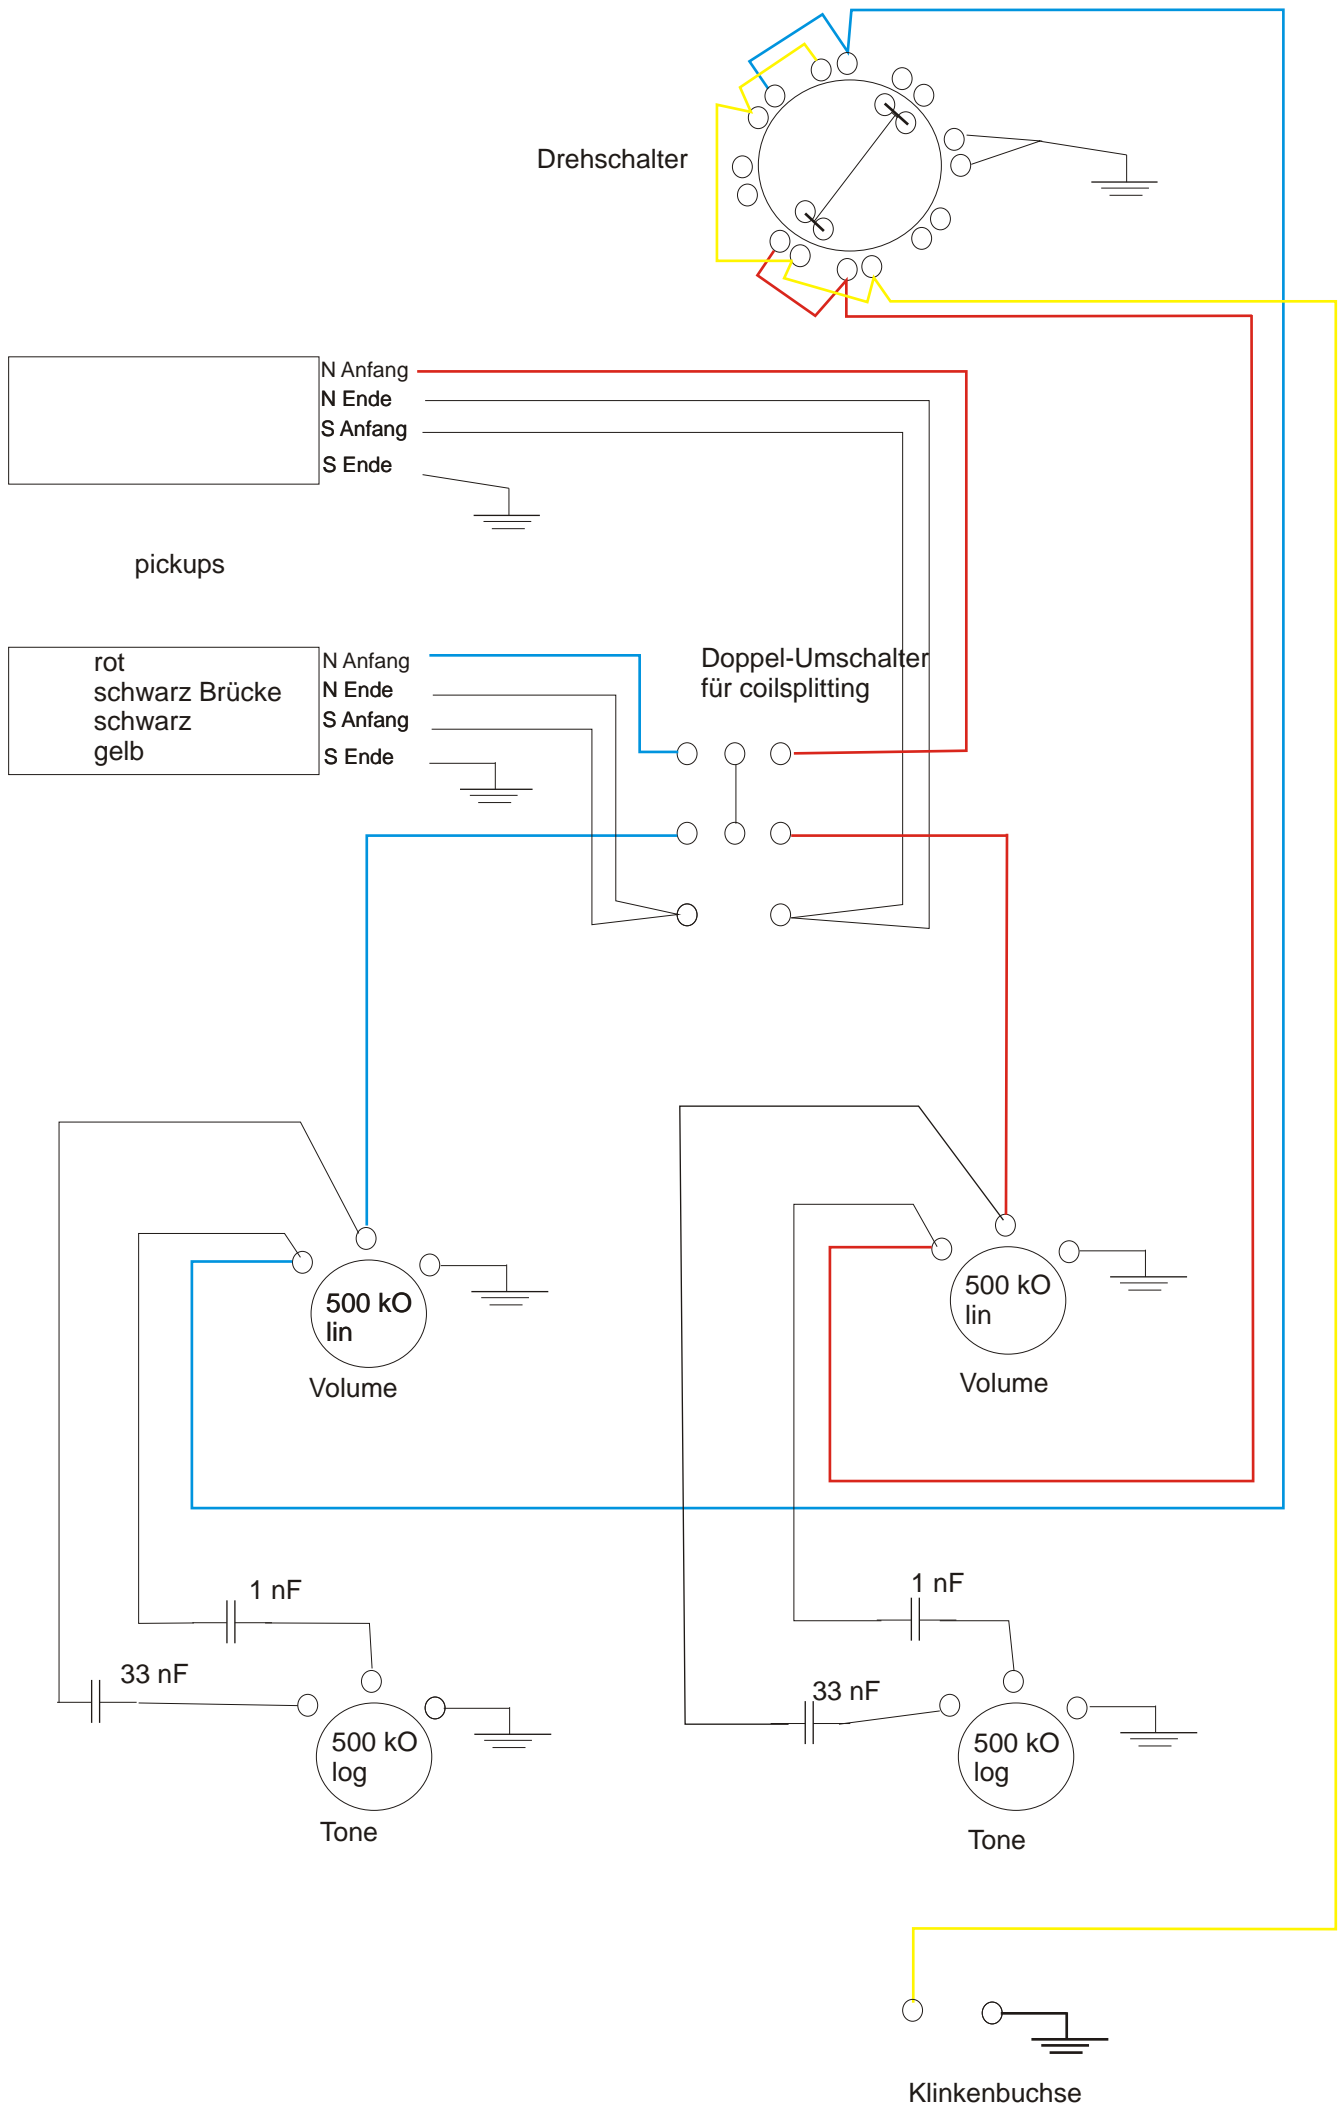 Drehschalter
N Anfang
N Ende
S Anfang
S Ende
pickups
rot
schwarz Brücke
schwarz
gelb
N Anfang
N Ende
S Anfang
S Ende
Doppel-Umschalter
für coilsplitting
500 kO
lin
Volume
500 kO
lin
Volume
1 nF
33 nF
500 kO
log
Tone
1 nF
33 nF
500 kO
log
Tone
Klinkenbuchse